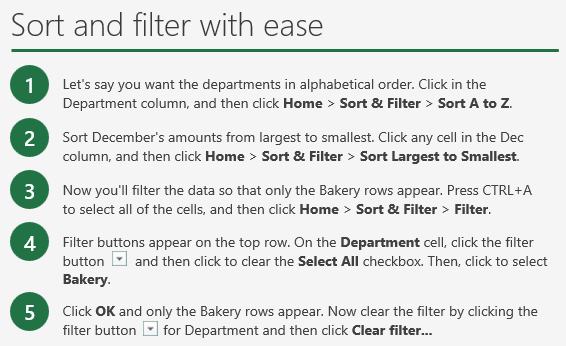 Sort and filter with ease
1 Let's say you want the departments in alphabetical order. Click in the
Department column, and then click Home > Sort & Filter > Sort A to Z.
2 Sort December's amounts from largest to smallest. Click any cell in the Dec
column, and then click Home > Sort & Filter > Sort Largest to Smallest.
3 Now you'll filter the data so that only the Bakery rows appear. Press CTRL+A
to select all of the cells, and then click Home > Sort & Filter > Filter.
4 Filter buttons appear on the top row. On the Department cell, click the filter
button and then click to clear the Select All checkbox. Then, click to select
Bakery.
5 Click OK and only the Bakery rows appear. Now clear the filter by clicking the
filter button for Department and then click Clear filter...